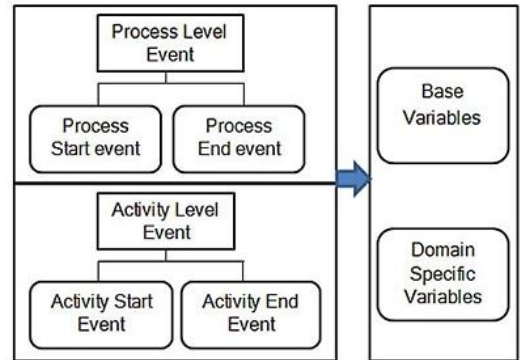 Process Level
Event
Process
Start event
Process
End event
Activity Level
Event
Activity Start
Event
Activity End
Event
Base
Variables
Domain
Specific
Variables